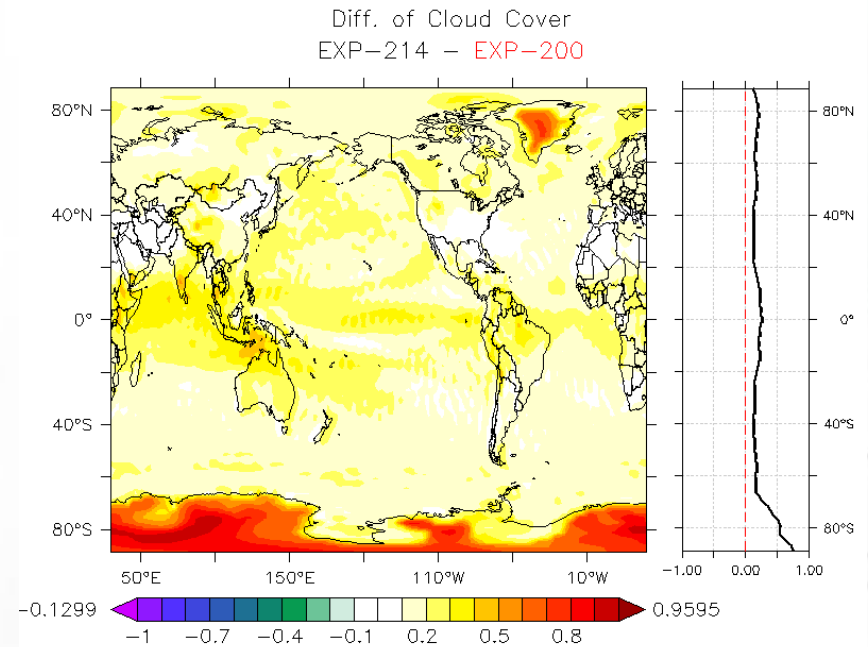 Diff. of Cloud Cover
EXP-214 - EXP-200
80°N
40°N
0°
40°S
80°S
80°N
40°N
0°
40°S
80°S
50°E 150°E 110°W 10°W
-1.00 0.00 1.00
-0.1299 0.9595
-1 -0.7 -0.4 -0.1 0.2 0.5 0.8